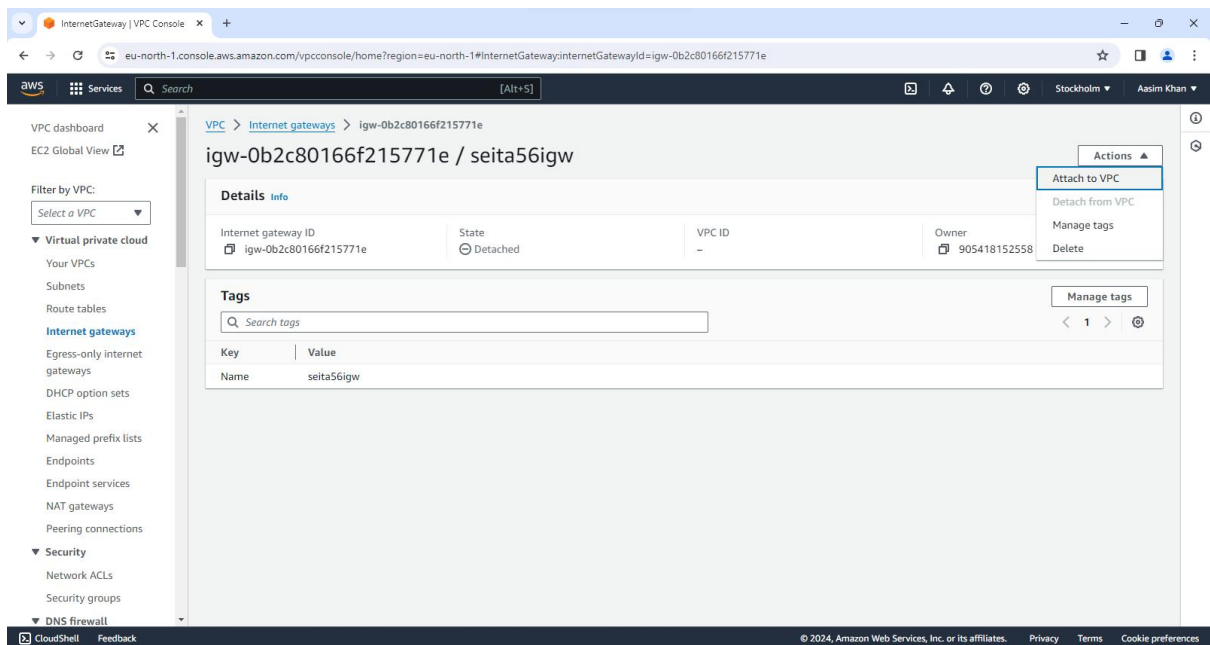 InternetGateway | VPC Console
eu-north-1.console.aws.amazon.com/vpcconsole/home?region=eu-north-1#InternetGateway:internetGatewayId=igw-0b2c80166f215771e
aws Services Search [Alt+S] Stockholm Aasim Khan
VPC dashboard
EC2 Global View
Filter by VPC:
Select a VPC
Virtual private cloud
Your VPCs
Subnets
Route tables
Internet gateways
Egress-only internet
gateways
DHCP option sets
Elastic IPs
Managed prefix lists
Endpoints
Endpoint services
NAT gateways
Peering connections
Security
Network ACLs
Security groups
DNS firewall
VPC > Internet gateways > igw-0b2c80166f215771e
igw-0b2c80166f215771e / seita56igw
Actions
Attach to VPC
Detach from VPC
Manage tags
Delete
Details Info
Internet gateway ID State VPC ID Owner
igw-0b2c80166f215771e Detached – 905418152558
Tags
Manage tags
Search tags
< 1 >
Key Value
Name seita56igw
CloudShell Feedback © 2024, Amazon Web Services, Inc. or its affiliates. Privacy Terms Cookie preferences